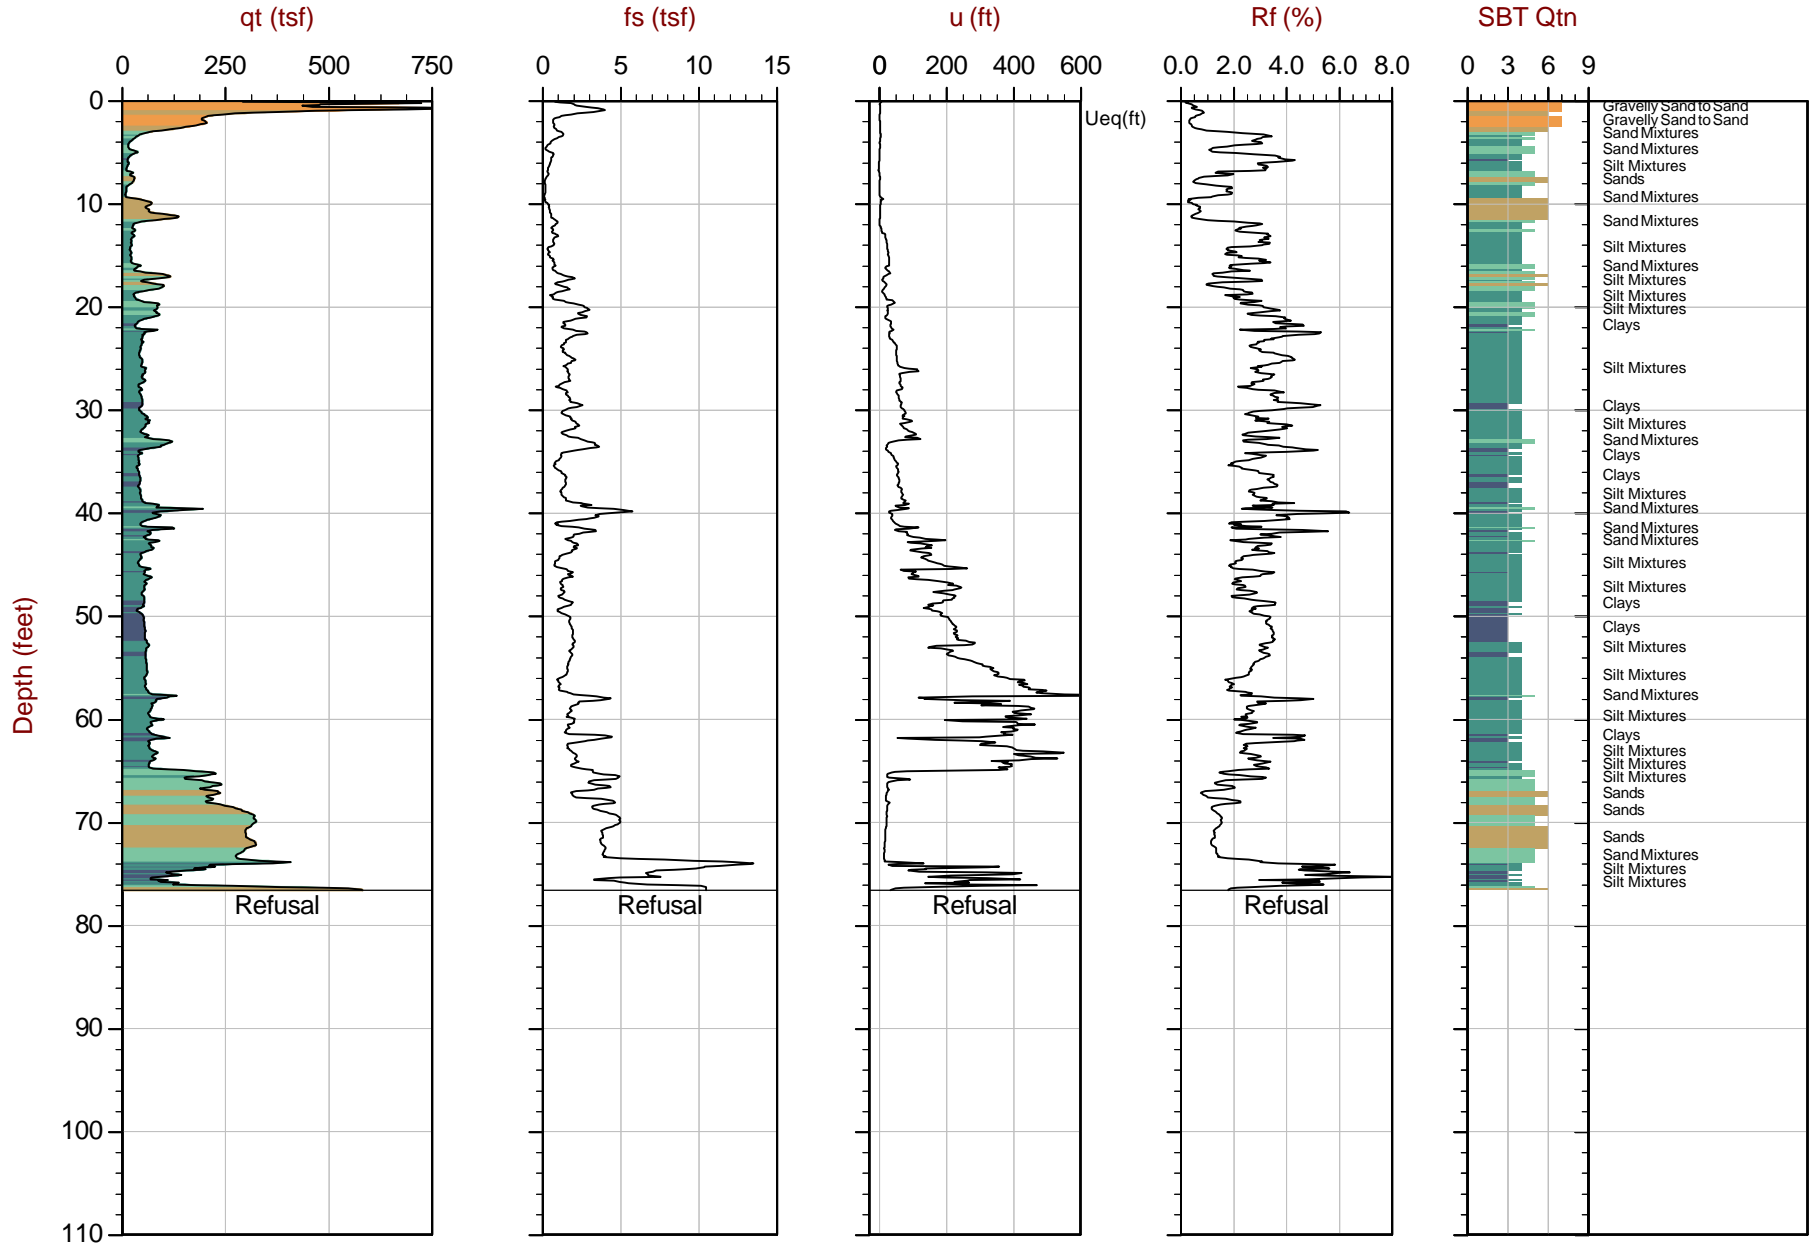 qt (tsf) fs (tsf) u (ft) Rf (%) SBT Qtn
0 250 500 750 0 5 15 0 200 400 600 0.0 2.0 4.0 6.0 8.0 0 3 6 9
0
Ueq(ft)
Gravelly Sand to Sand
Gravelly Sand to Sand
Sand Mixtures
Sand Mixtures
Silt Mixtures
Sands
Sand Mixtures
10
Sand Mixtures
Silt Mixtures
Sand Mixtures
Silt Mixtures
Silt Mixtures
20
Silt Mixtures
Clays
Silt Mixtures
30
Clays
Silt Mixtures
Sand Mixtures
Clays
Clays
Silt Mixtures
Sand Mixtures
40
Sand Mixtures
Sand Mixtures
Silt Mixtures
Silt Mixtures
Clays
50
Clays
Silt Mixtures
Silt Mixtures
Sand Mixtures
Silt Mixtures
60
Clays
Silt Mixtures
Silt Mixtures
Silt Mixtures
Sands
Sands
70
Sands
Sand Mixtures
Silt Mixtures
Silt Mixtures
Refusal Refusal Refusal Refusal
80
90
100
110
Depth (feet)